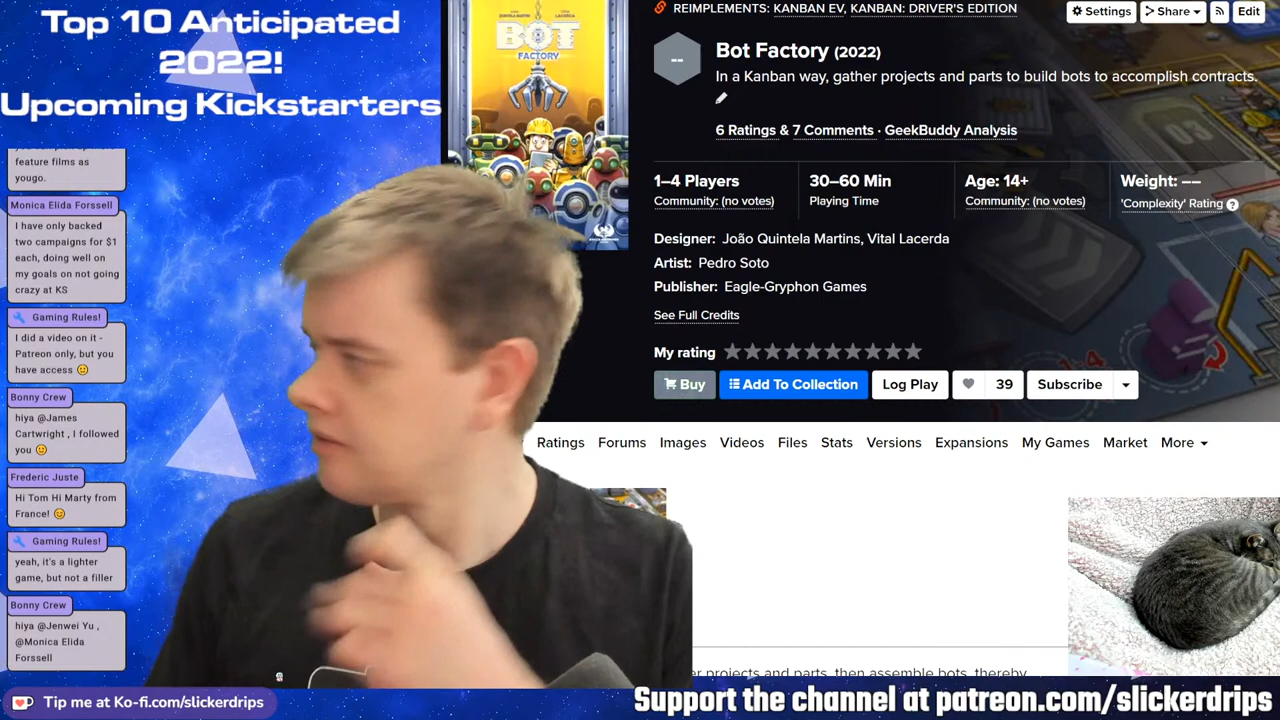 Top 10 Anticipated
2022!
Upcoming Kickstarters
feature films as
yougo.
Monica Elida Forssell
I have only backed
two campaigns for $1
each, doing well on
my goals on not going
crazy at KS
Gaming Rules!
I did a video on it -
Patreon only, but you
have access
Bonny Crew
hiya @James
Cartwright , I followed
you
Frederic Juste
Hi Tom Hi Marty from
France!
Gaming Rules!
yeah, it's a lighter
game, but not a filler
Bonny Crew
hiya @Jenwei Yu ,
@Monica Elida
Forssell
Tip me at Ko-fi.com/slickerdrips
BOT
FACTORY
REIMPLEMENTS: KANBAN EV, KANBAN: DRIVER'S EDITION
Settings Share Edit
-- Bot Factory (2022)
In a Kanban way, gather projects and parts to build bots to accomplish contracts.
6 Ratings & 7 Comments · GeekBuddy Analysis
1–4 Players 30–60 Min Age: 14+ Weight: --
Community: (no votes) Playing Time Community: (no votes) 'Complexity' Rating ?
Designer: João Quintela Martins, Vital Lacerda
Artist: Pedro Soto
Publisher: Eagle-Gryphon Games
See Full Credits
My rating
Buy Add To Collection Log Play 39 Subscribe
Ratings Forums Images Videos Files Stats Versions Expansions My Games Market More
projects and parts, then assemble bots, thereby
Support the channel at patreon.com/slickerdrips